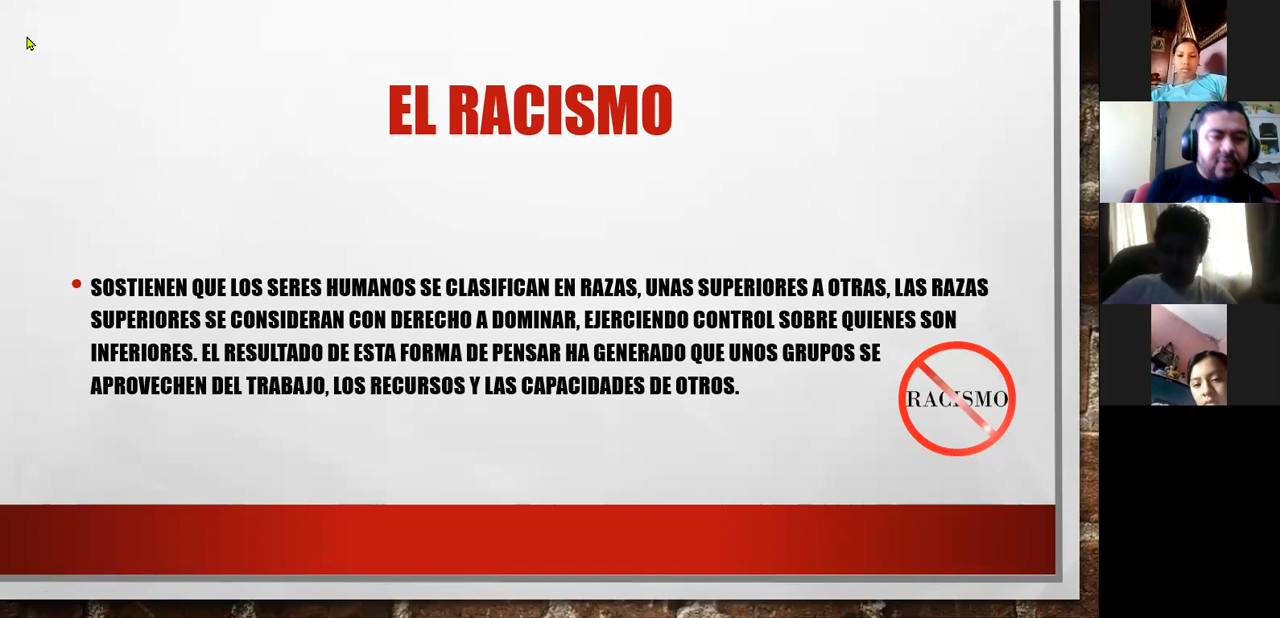 EL RACISMO
• SOSTIENEN QUE LOS SERES HUMANOS SE CLASIFICAN EN RAZAS, UNAS SUPERIORES A OTRAS, LAS RAZAS
SUPERIORES SE CONSIDERAN CON DERECHO A DOMINAR, EJERCIENDO CONTROL SOBRE QUIENES SON
INFERIORES. EL RESULTADO DE ESTA FORMA DE PENSAR HA GENERADO QUE UNOS GRUPOS SE
APROVECHEN DEL TRABAJO, LOS RECURSOS Y LAS CAPACIDADES DE OTROS.
RACISMO